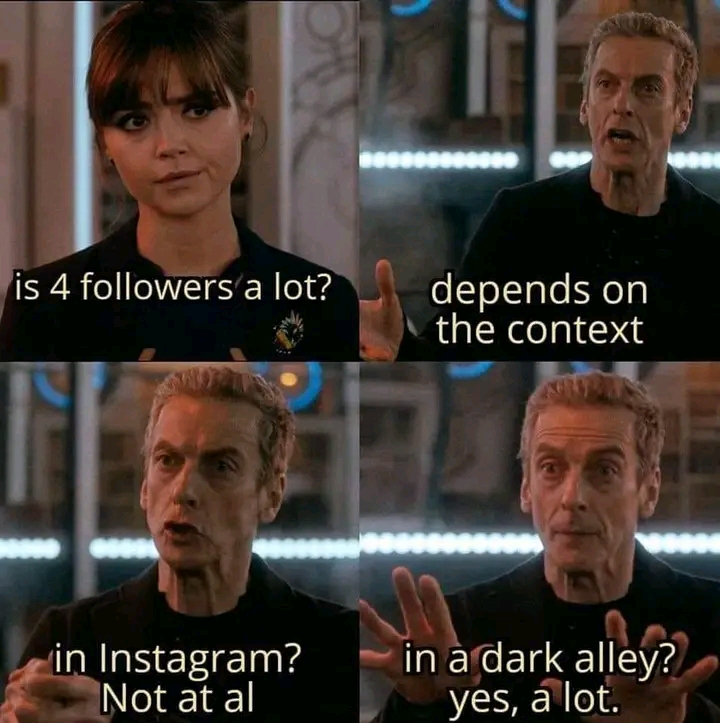 is 4 followers a lot?
depends on
the context
in Instagram?
Not at al
in a dark alley?
yes, a lot.